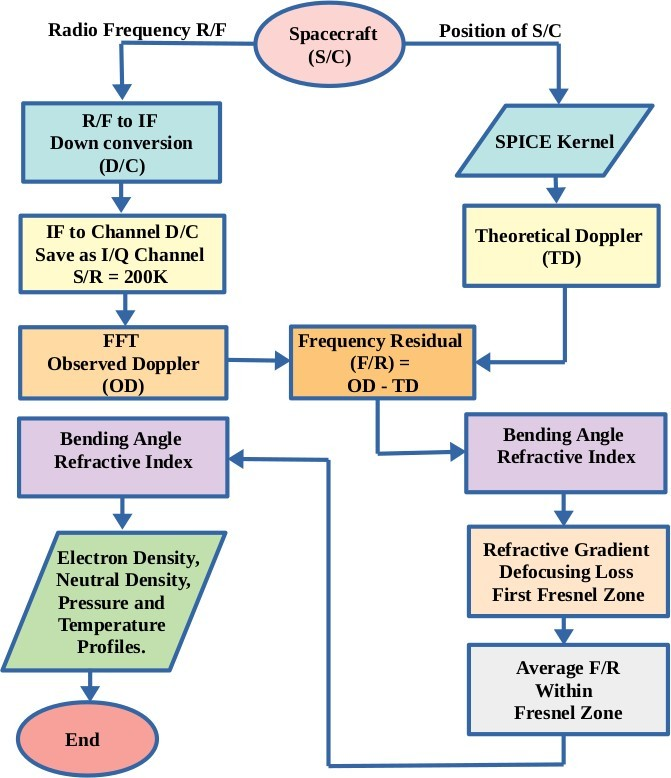 Radio Frequency R/F
Spacecraft
(S/C)
Position of S/C
R/F to IF
Down conversion
(D/C)
SPICE Kernel
IF to Channel D/C
Save as I/Q Channel
S/R = 200K
Theoretical Doppler
(TD)
FFT
Observed Doppler
(OD)
Frequency Residual
(F/R) =
OD - TD
Bending Angle
Refractive Index
Bending Angle
Refractive Index
Electron Density,
Neutral Density,
Pressure and
Temperature
Profiles.
Refractive Gradient
Defocusing Loss
First Fresnel Zone
Average F/R
Within
Fresnel Zone
End